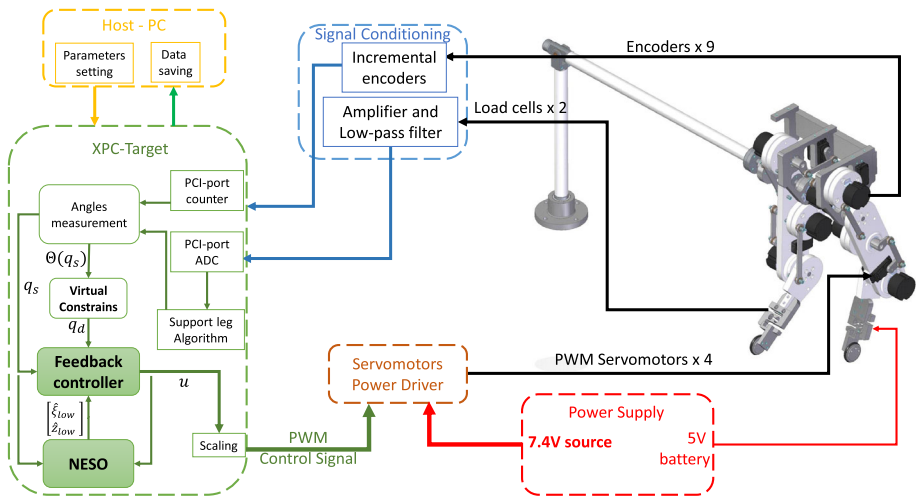 Host - PC
Parameters
setting
Data
saving
Signal Conditioning
Incremental
encoders
Amplifier and
Low-pass filter
Encoders x 9
Load cells x 2
XPC-Target
PCI-port
counter
Angles
measurement
PCI-port
ADC
Θ(q_s)
q_s
Virtual
Constrains
q_d
Support leg
Algorithm
Feedback
controller
u
[ξ̂_low
ẑ_low]
NESO
Scaling
PWM
Control Signal
Servomotors
Power Driver
PWM Servomotors x 4
Power Supply
7.4V source
5V
battery